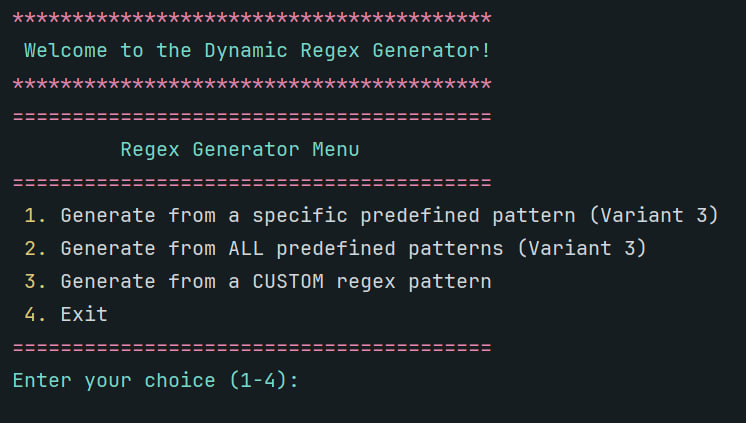 ****************************************
 Welcome to the Dynamic Regex Generator!
****************************************
========================================
         Regex Generator Menu
========================================
 1. Generate from a specific predefined pattern (Variant 3)
 2. Generate from ALL predefined patterns (Variant 3)
 3. Generate from a CUSTOM regex pattern
 4. Exit
========================================
Enter your choice (1-4):